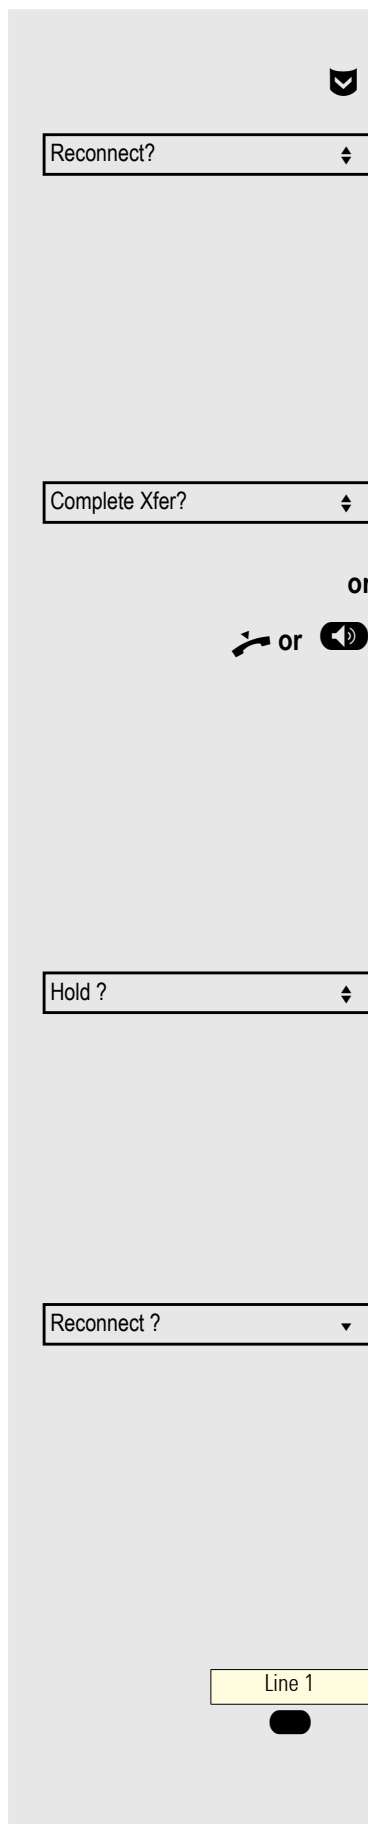 Reconnect?
Complete Xfer?
or
or
Hold ?
Reconnect ?
Line 1